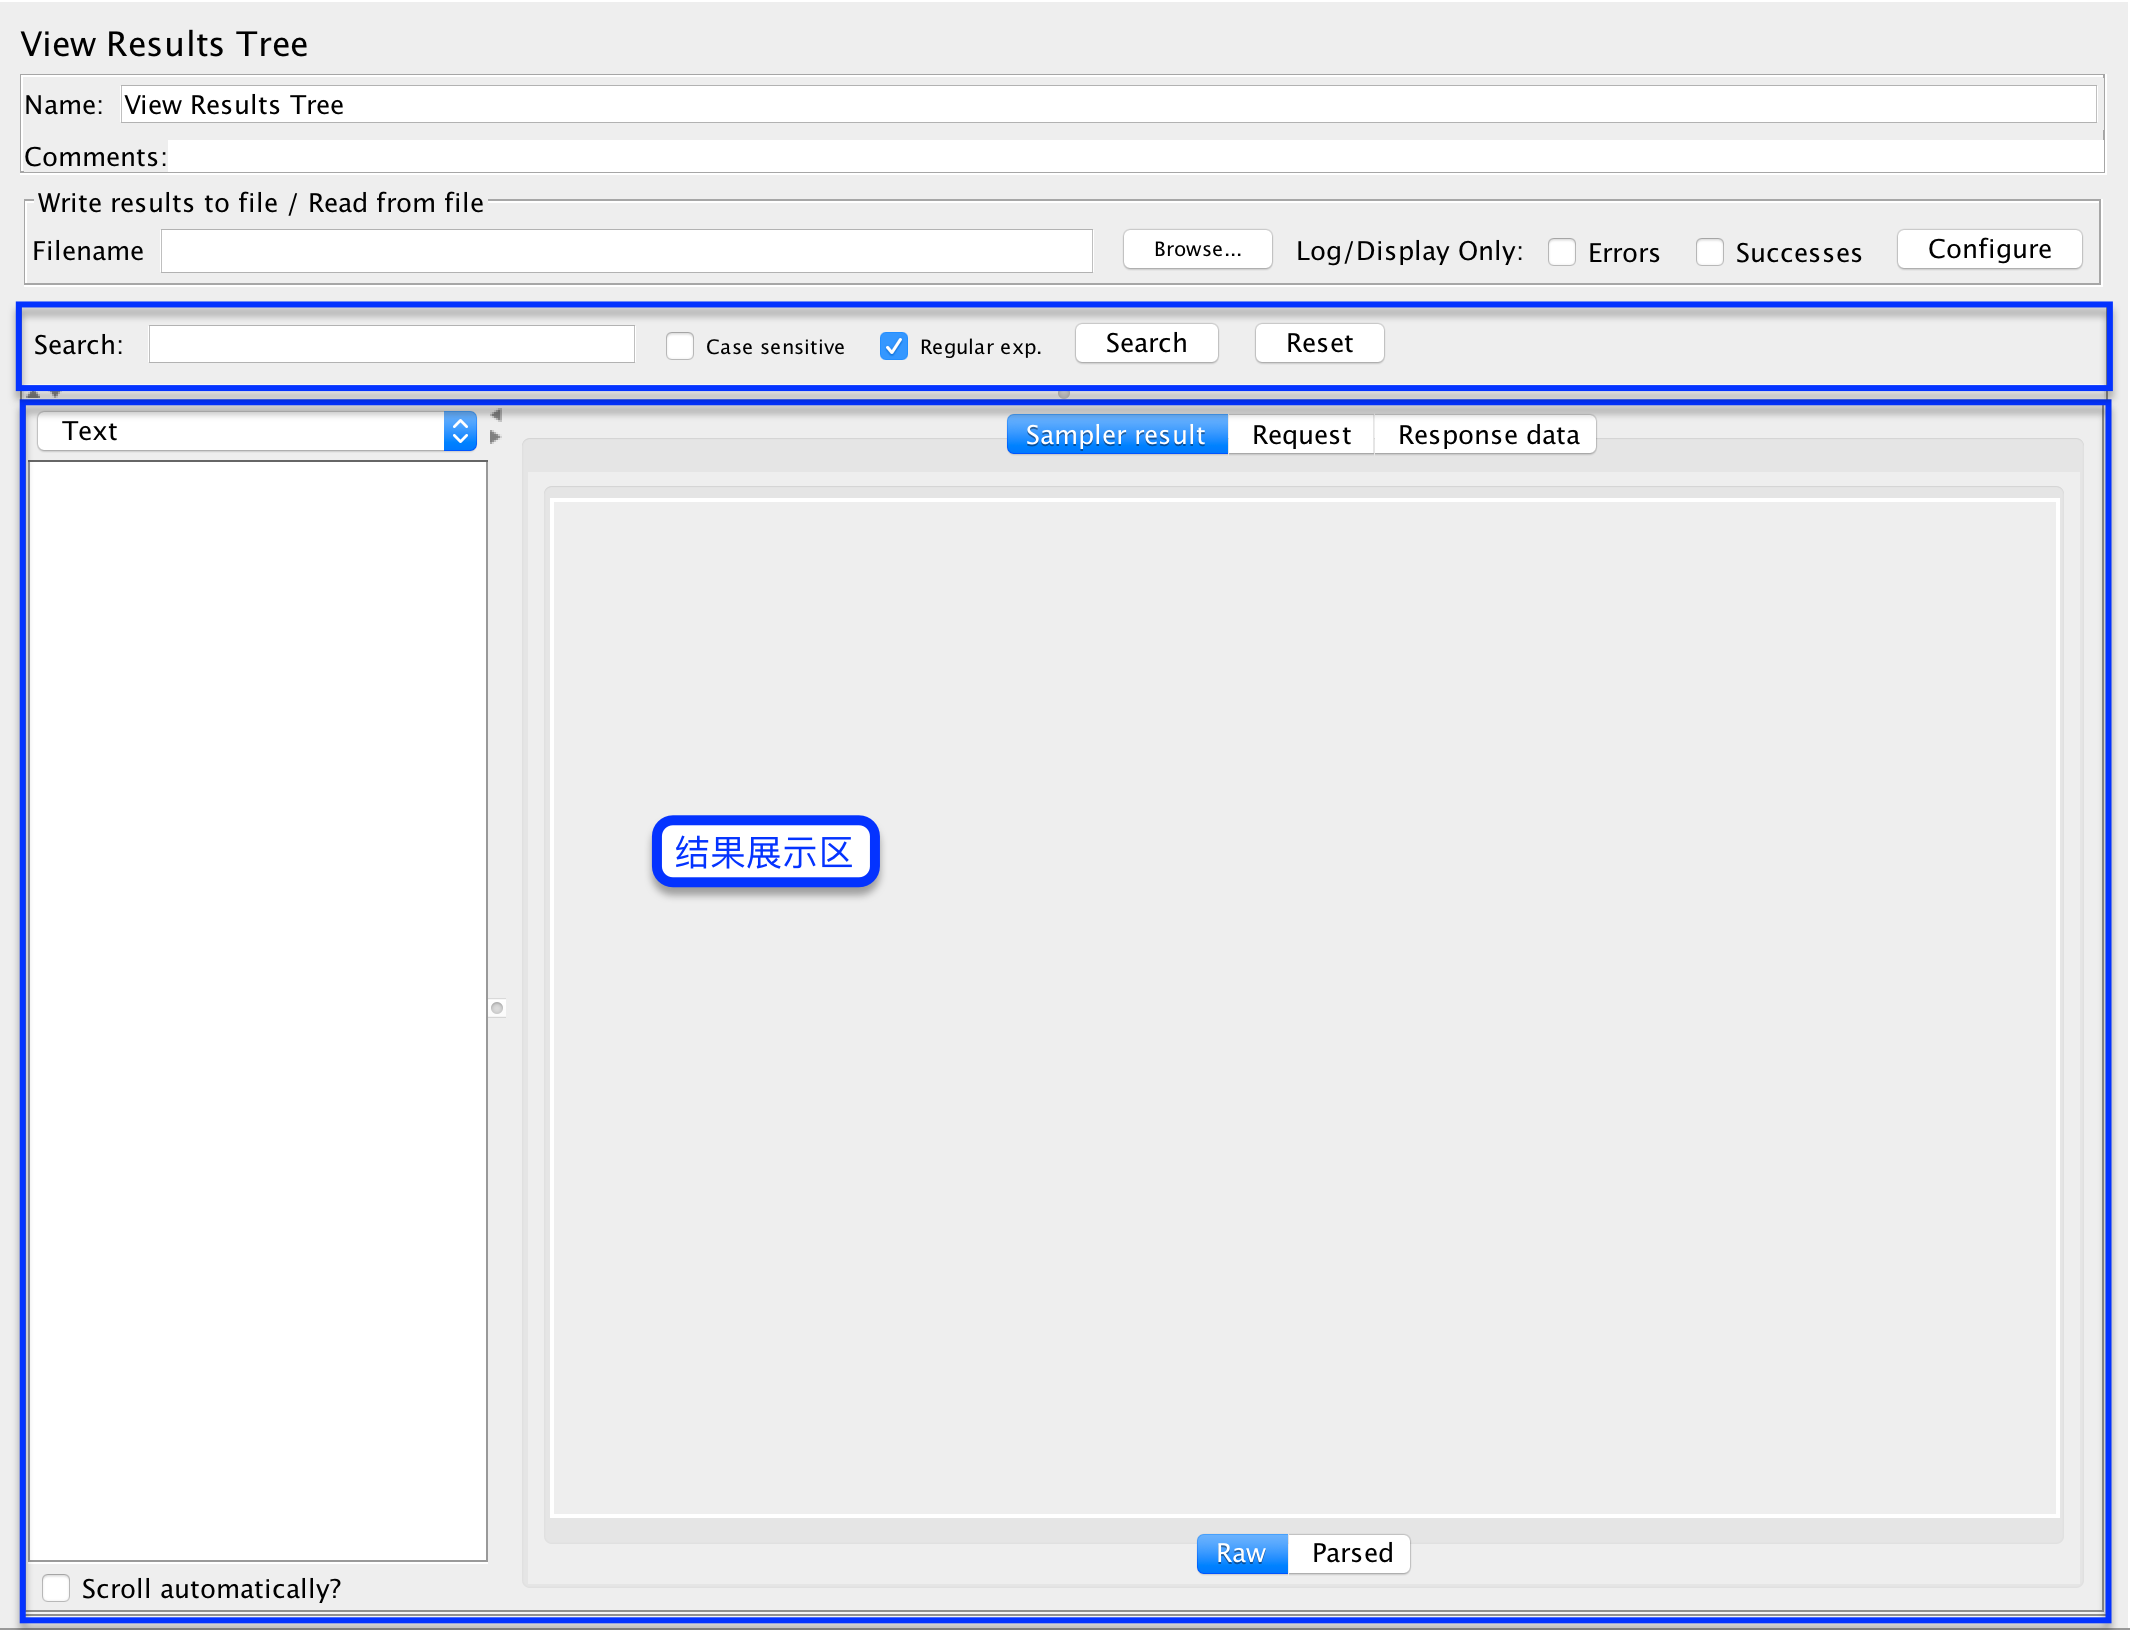 View Results Tree
Name: View Results Tree
Comments:
Write results to file / Read from file
Filename Browse... Log/Display Only: Errors Successes Configure
Search: Case sensitive Regular exp. Search Reset
Text
Sampler result Request Response data
结果展示区
Raw Parsed
Scroll automatically?